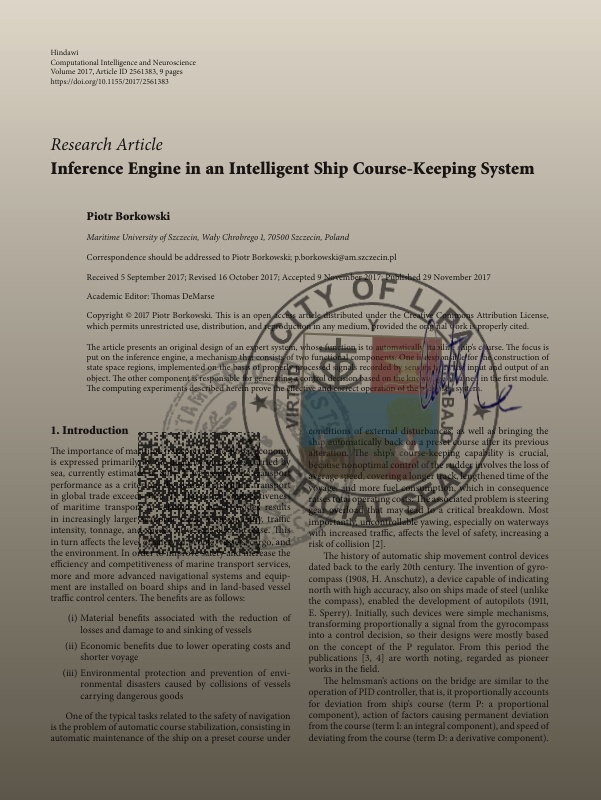 Hindawi
Computational Intelligence and Neuroscience
Volume 2017, Article ID 2561383, 9 pages
https://doi.org/10.1155/2017/2561383
Research Article
Inference Engine in an Intelligent Ship Course-Keeping System
Piotr Borkowski
Maritime University of Szczecin, Wały Chrobrego 1, 70500 Szczecin, Poland
Correspondence should be addressed to Piotr Borkowski; p.borkowski@am.szczecin.pl
Received 5 September 2017; Revised 16 October 2017; Accepted 9 November 2017; Published 29 November 2017
Academic Editor: Thomas DeMarse
Copyright © 2017 Piotr Borkowski. This is an open access article distributed under the Creative Commons Attribution License,
which permits unrestricted use, distribution, and reproduction in any medium, provided the original work is properly cited.
The article presents an original design of an expert system, whose function is to automatically ship's course. The focus is
put on the inference engine, a mechanism that consists of two functional components. One is responsible for the construction of
state space regions, implemented on the basis of properly processed signals recorded by sensors input and output of an
object. The other component is responsible for generating a control decision based on the in the first module.
The computing experiments described herein prove the effective and correct operation of the system.
CITY OF
1. Introduction
The importance of economy
is expressed primarily by
sea, currently estimated transport
performance as a transport
in global trade
of maritime transport results
in increasingly larger traffic
intensity, tonnage, and This
in turn affects the level and
the environment. In order to improve safety and increase the
efficiency and competitiveness of marine transport services,
more and more advanced navigational systems and equip-
ment are installed on board ships and in land-based vessel
traffic control centers. The benefits are as follows:
(i) Material benefits associated with the reduction of
losses and damage to and sinking of vessels
(ii) Economic benefits due to lower operating costs and
shorter voyage
(iii) Environmental protection and prevention of envi-
ronmental disasters caused by collisions of vessels
carrying dangerous goods
One of the typical tasks related to the safety of navigation
is the problem of automatic course stabilization, consisting in
automatic maintenance of the ship on a preset course under
conditions of external disturbances, as well as bringing the
ship automatically back on a preset course after its previous
alteration. The ship's course-keeping capability is crucial,
because nonoptimal control of the rudder involves the loss of
average speed, covering a longer track, lengthened time of the
voyage, and more fuel consumption, which in consequence
raises total operating costs. The associated problem is steering
gear overload that may lead to a critical breakdown. Most
importantly, uncontrollable yawing, especially on waterways
with increased traffic, affects the level of safety, increasing a
risk of collision [2].
The history of automatic ship movement control devices
dated back to the early 20th century. The invention of gyro-
compass (1908, H. Anschutz), a device capable of indicating
north with high accuracy, also on ships made of steel (unlike
the compass), enabled the development of autopilots (1911,
E. Sperry). Initially, such devices were simple mechanisms,
transforming proportionally a signal from the gyrocompass
into a control decision, so their designs were mostly based
on the concept of the P regulator. From this period the
publications [3, 4] are worth noting, regarded as pioneer
works in the field.
The helmsman's actions on the bridge are similar to the
operation of PID controller, that is, it proportionally accounts
for deviation from ship's course (term P: a proportional
component), action of factors causing permanent deviation
from the course (term I: an integral component), and speed of
deviating from the course (term D: a derivative component).